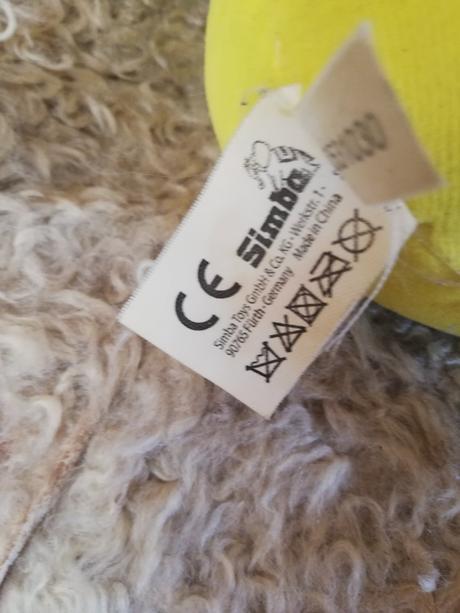 Simba
CE
Simba Toys GmbH & Co. KG · Werkstr. 1 ·
90765 Fürth · Germany Made in China